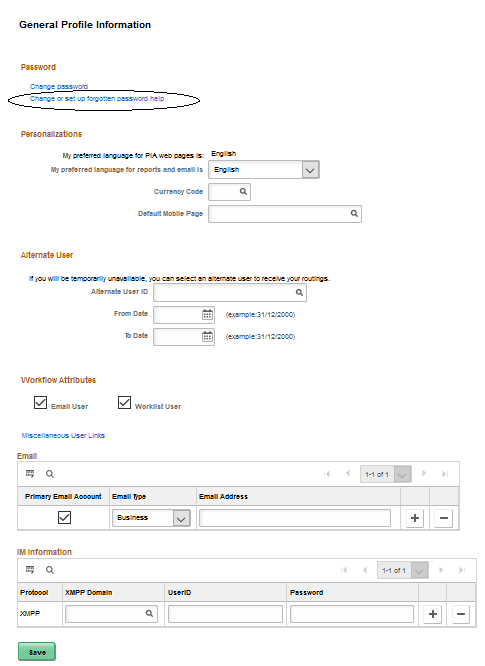 General Profile Information
Password
Change password
Change or set up forgotten password help
Personalizations
My preferred language for PIA web pages is: English
My preferred language for reports and email is English
Currency Code
Default Mobile Page
Alternate User
If you will be temporarily unavailable, you can select an alternate user to receive your routings.
Alternate User ID
From Date (example:31/12/2000)
To Date (example:31/12/2000)
Workflow Attributes
Email User Worklist User
Miscellaneous User Links
Email
1-1 of 1
Primary Email Account Email Type Email Address
Business
IM Information
1-1 of 1
Protocol XMPP Domain UserID Password
XMPP
Save